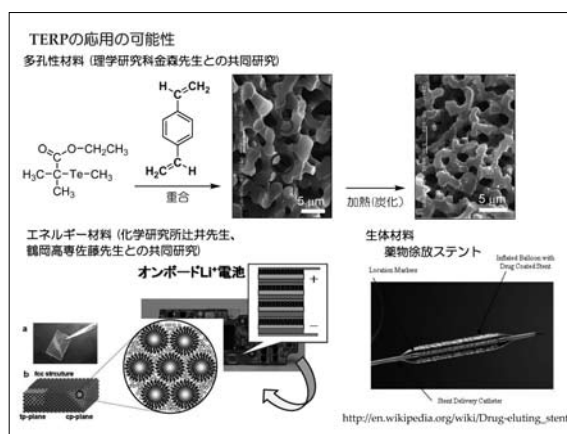 TERPの応用の可能性
多孔性材料 (理学研究科金森先生との共同研究)
H-C=CH₂
O O-CH₂CH₃
C
H₃C-C-Te-CH₃
CH₃
H₂C=C-H
重合
5 μm
加熱(炭化)
5 μm
エネルギー材料 (化学研究所辻井先生、
鶴岡高専佐藤先生との共同研究)
オンボードLi⁺電池
+
−
a
b
fcc structure
tp-plane
cp-plane
生体材料
薬物徐放ステント
Location Markers
Inflated Balloon with
Drug Coated Stent
Stent Delivery Catheter
http://en.wikipedia.org/wiki/Drug-eluting_stent